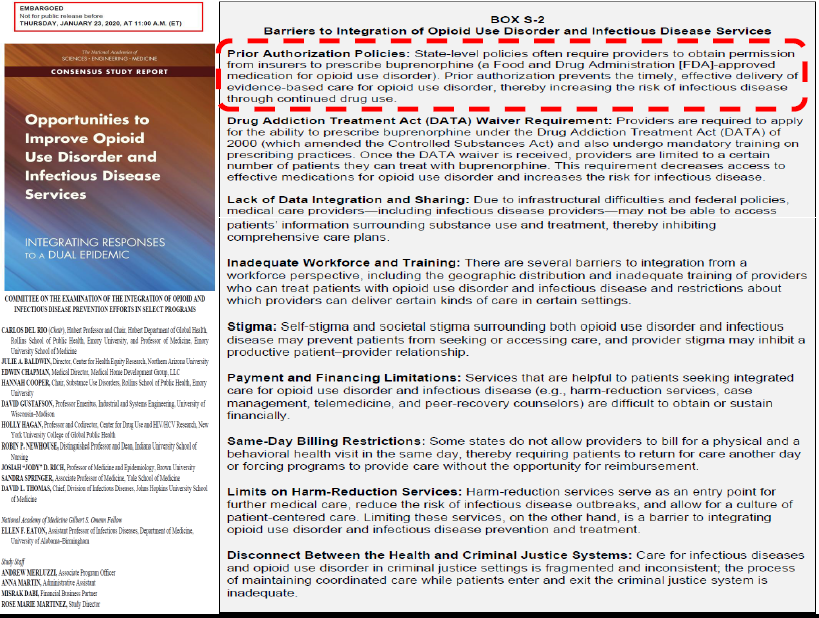 EMBARGOED
Not for public release before
THURSDAY, JANUARY 23, 2020, AT 11:00 A.M. (ET)
The National Academies of
SCIENCES • ENGINEERING • MEDICINE
CONSENSUS STUDY REPORT
Opportunities to
Improve Opioid
Use Disorder and
Infectious Disease
Services
INTEGRATING RESPONSES
TO A DUAL EPIDEMIC
COMMITTEE ON THE EXAMINATION OF THE INTEGRATION OF OPIOID AND
INFECTIOUS DISEASE PREVENTION EFFORTS IN SELECT PROGRAMS
CARLOS DEL RIO (Chair), Hubert Professor and Chair, Hubert Department of Global Health,
Rollins School of Public Health, Emory University, and Professor of Medicine, Emory
University School of Medicine
JULIE A. BALDWIN, Director, Center for Health Equity Research, Northern Arizona University
EDWIN CHAPMAN, Medical Director, Medical Home Development Group, LLC
HANNAH COOPER, Chair, Substance Use Disorders, Rollins School of Public Health, Emory
University
DAVID GUSTAFSON, Professor Emeritus, Industrial and Systems Engineering, University of
Wisconsin–Madison
HOLLY HAGAN, Professor and Codirector, Center for Drug Use and HIV/HCV Research, New
York University College of Global Public Health
ROBIN P. NEWHOUSE, Distinguished Professor and Dean, Indiana University School of
Nursing
JOSIAH "JODY" D. RICH, Professor of Medicine and Epidemiology, Brown University
SANDRA SPRINGER, Associate Professor of Medicine, Yale School of Medicine
DAVID L. THOMAS, Chief, Division of Infectious Diseases, Johns Hopkins University School
of Medicine
National Academy of Medicine Gilbert S. Omenn Fellow
ELLEN F. EATON, Assistant Professor of Infectious Diseases, Department of Medicine,
University of Alabama–Birmingham
Study Staff
ANDREW MERLUZZI, Associate Program Officer
ANNA MARTIN, Administrative Assistant
MISRAK DABI, Financial Business Partner
ROSE MARIE MARTINEZ, Study Director
BOX S-2
Barriers to Integration of Opioid Use Disorder and Infectious Disease Services
Prior Authorization Policies: State-level policies often require providers to obtain permission
from insurers to prescribe buprenorphine (a Food and Drug Administration [FDA]-approved
medication for opioid use disorder). Prior authorization prevents the timely, effective delivery of
evidence-based care for opioid use disorder, thereby increasing the risk of infectious disease
through continued drug use.
Drug Addiction Treatment Act (DATA) Waiver Requirement: Providers are required to apply
for the ability to prescribe buprenorphine under the Drug Addiction Treatment Act (DATA) of
2000 (which amended the Controlled Substances Act) and also undergo mandatory training on
prescribing practices. Once the DATA waiver is received, providers are limited to a certain
number of patients they can treat with buprenorphine. This requirement decreases access to
effective medications for opioid use disorder and increases the risk for infectious disease.
Lack of Data Integration and Sharing: Due to infrastructural difficulties and federal policies,
medical care providers—including infectious disease providers—may not be able to access
patients' information surrounding substance use and treatment, thereby inhibiting
comprehensive care plans.
Inadequate Workforce and Training: There are several barriers to integration from a
workforce perspective, including the geographic distribution and inadequate training of providers
who can treat patients with opioid use disorder and infectious disease and restrictions about
which providers can deliver certain kinds of care in certain settings.
Stigma: Self-stigma and societal stigma surrounding both opioid use disorder and infectious
disease may prevent patients from seeking or accessing care, and provider stigma may inhibit a
productive patient–provider relationship.
Payment and Financing Limitations: Services that are helpful to patients seeking integrated
care for opioid use disorder and infectious disease (e.g., harm-reduction services, case
management, telemedicine, and peer-recovery counselors) are difficult to obtain or sustain
financially.
Same-Day Billing Restrictions: Some states do not allow providers to bill for a physical and a
behavioral health visit in the same day, thereby requiring patients to return for care another day
or forcing programs to provide care without the opportunity for reimbursement.
Limits on Harm-Reduction Services: Harm-reduction services serve as an entry point for
further medical care, reduce the risk of infectious disease outbreaks, and allow for a culture of
patient-centered care. Limiting these services, on the other hand, is a barrier to integrating
opioid use disorder and infectious disease prevention and treatment.
Disconnect Between the Health and Criminal Justice Systems: Care for infectious diseases
and opioid use disorder in criminal justice settings is fragmented and inconsistent; the process
of maintaining coordinated care while patients enter and exit the criminal justice system is
inadequate.